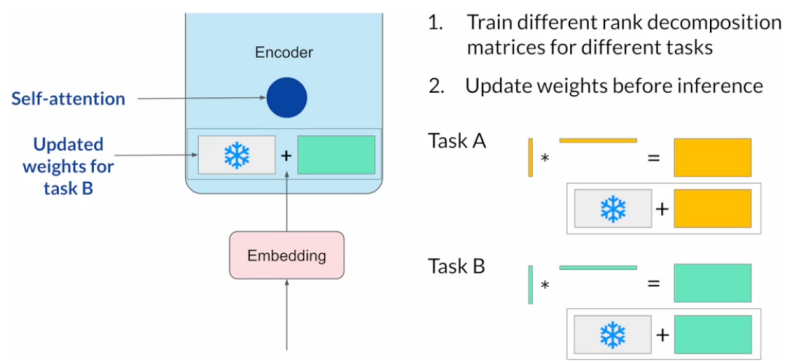 Encoder
Self-attention
Updated
weights for
task B
+
Embedding
1. Train different rank decomposition
matrices for different tasks
2. Update weights before inference
Task A
* =
+
Task B
* =
+